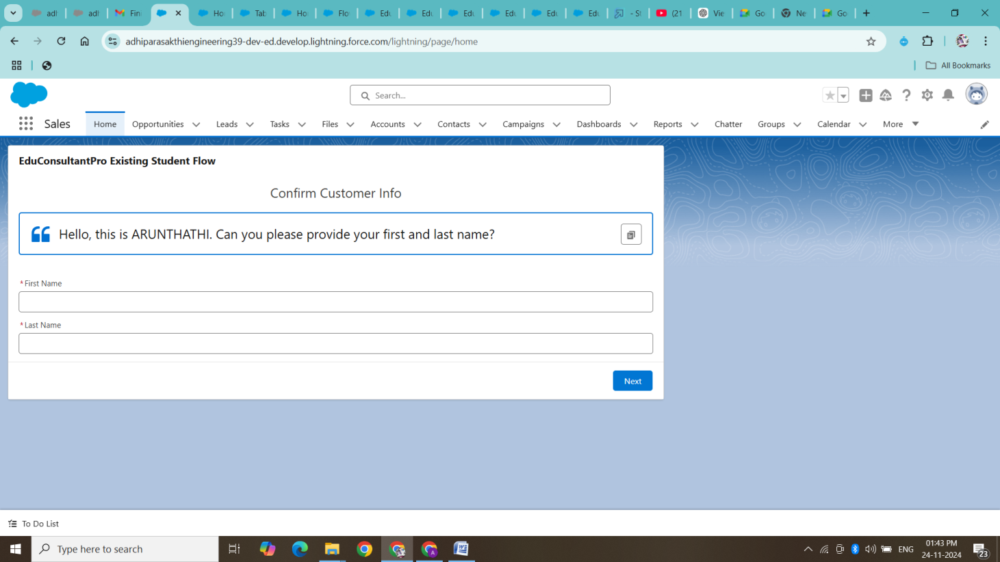 adh
adh
Fin
Ho
Tab
Ho
Flo
Edu
Edu
Edu
Edu
Edu
Edu
- St
(21
Vie
Go
Ne
Go
adhiparasakthiengineering39-dev-ed.develop.lightning.force.com/lightning/page/home
All Bookmarks
Search...
Sales
Home
Opportunities
Leads
Tasks
Files
Accounts
Contacts
Campaigns
Dashboards
Reports
Chatter
Groups
Calendar
More
EduConsultantPro Existing Student Flow
Confirm Customer Info
Hello, this is ARUNTHATHI. Can you please provide your first and last name?
*First Name
*Last Name
Next
To Do List
Type here to search
ENG
01:43 PM
24-11-2024
23